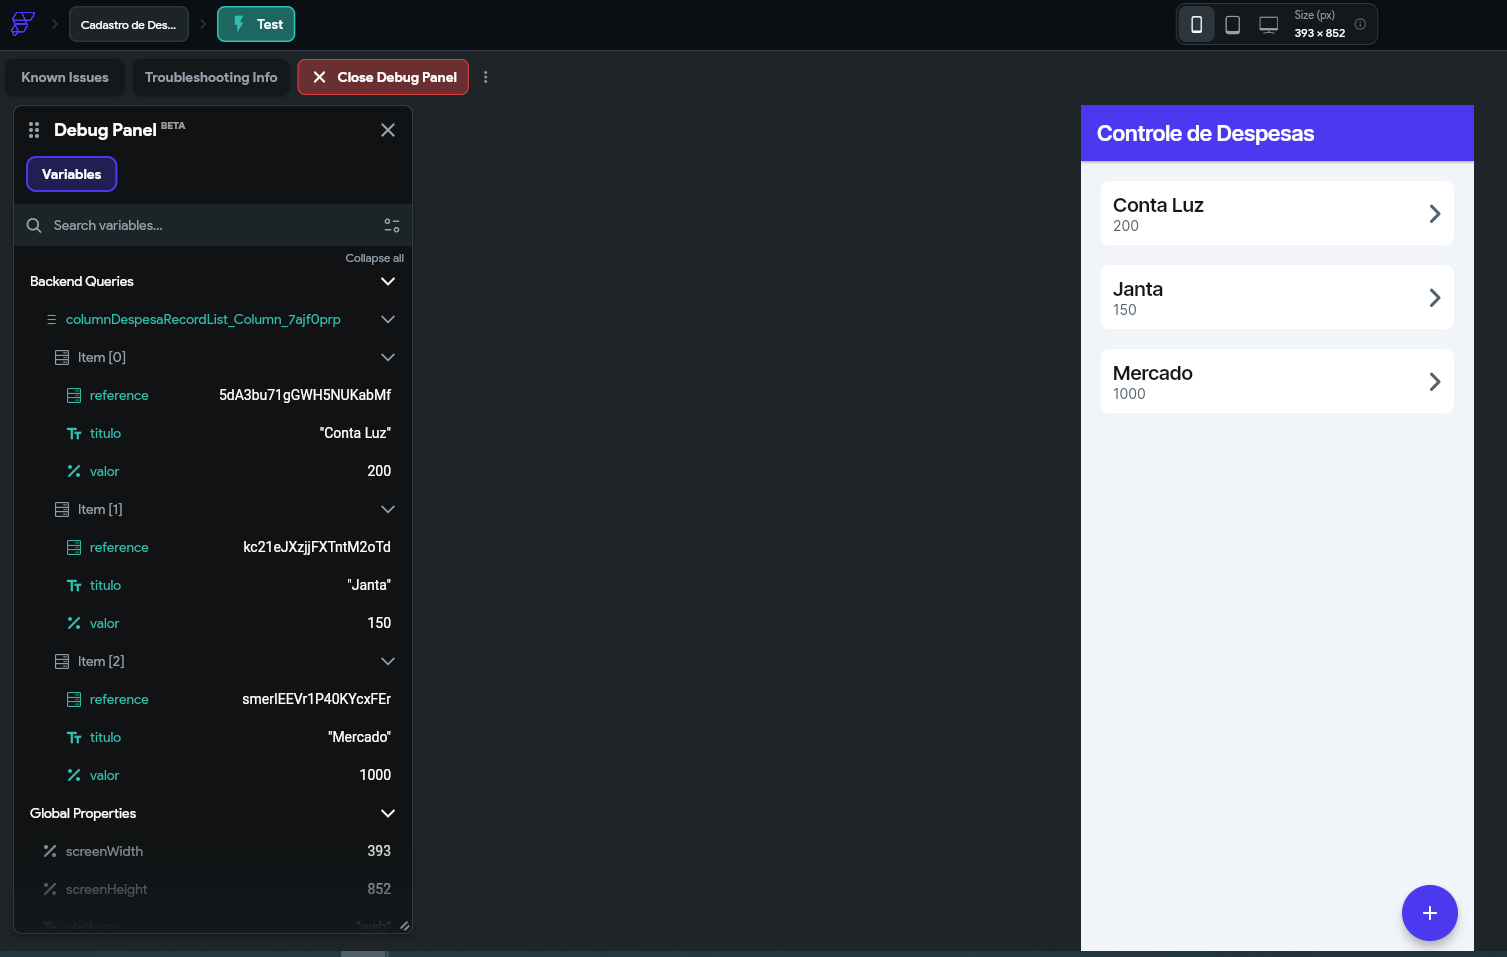 Cadastro de Des...
Test
Size (px)
393 × 852
Known Issues
Troubleshooting Info
Close Debug Panel
Debug Panel BETA
Variables
Search variables...
Collapse all
Backend Queries
columnDespesaRecordList_Column_7ajf0prp
Item [0]
reference 5dA3bu71gGWH5NUKabMf
titulo "Conta Luz"
valor 200
Item [1]
reference kc21eJXzjjFXTntM2oTd
titulo "Janta"
valor 150
Item [2]
reference smerIEEVr1P40KYcxFEr
titulo "Mercado"
valor 1000
Global Properties
screenWidth 393
screenHeight 852
platform "web"
Controle de Despesas
Conta Luz
200
Janta
150
Mercado
1000